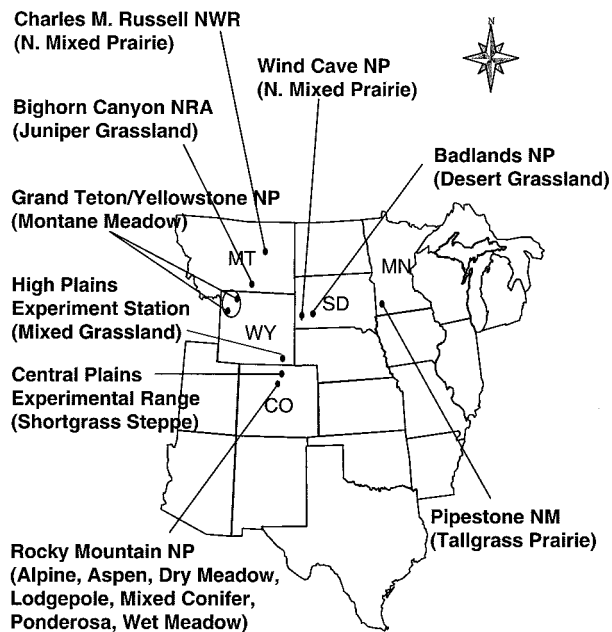 Charles M. Russell NWR
(N. Mixed Prairie)
N
Wind Cave NP
(N. Mixed Prairie)
Bighorn Canyon NRA
(Juniper Grassland)
Badlands NP
(Desert Grassland)
Grand Teton/Yellowstone NP
(Montane Meadow)
MT
MN
High Plains
Experiment Station
(Mixed Grassland)
SD
WY
Central Plains
Experimental Range
(Shortgrass Steppe)
CO
Pipestone NM
(Tallgrass Prairie)
Rocky Mountain NP
(Alpine, Aspen, Dry Meadow,
Lodgepole, Mixed Conifer,
Ponderosa, Wet Meadow)